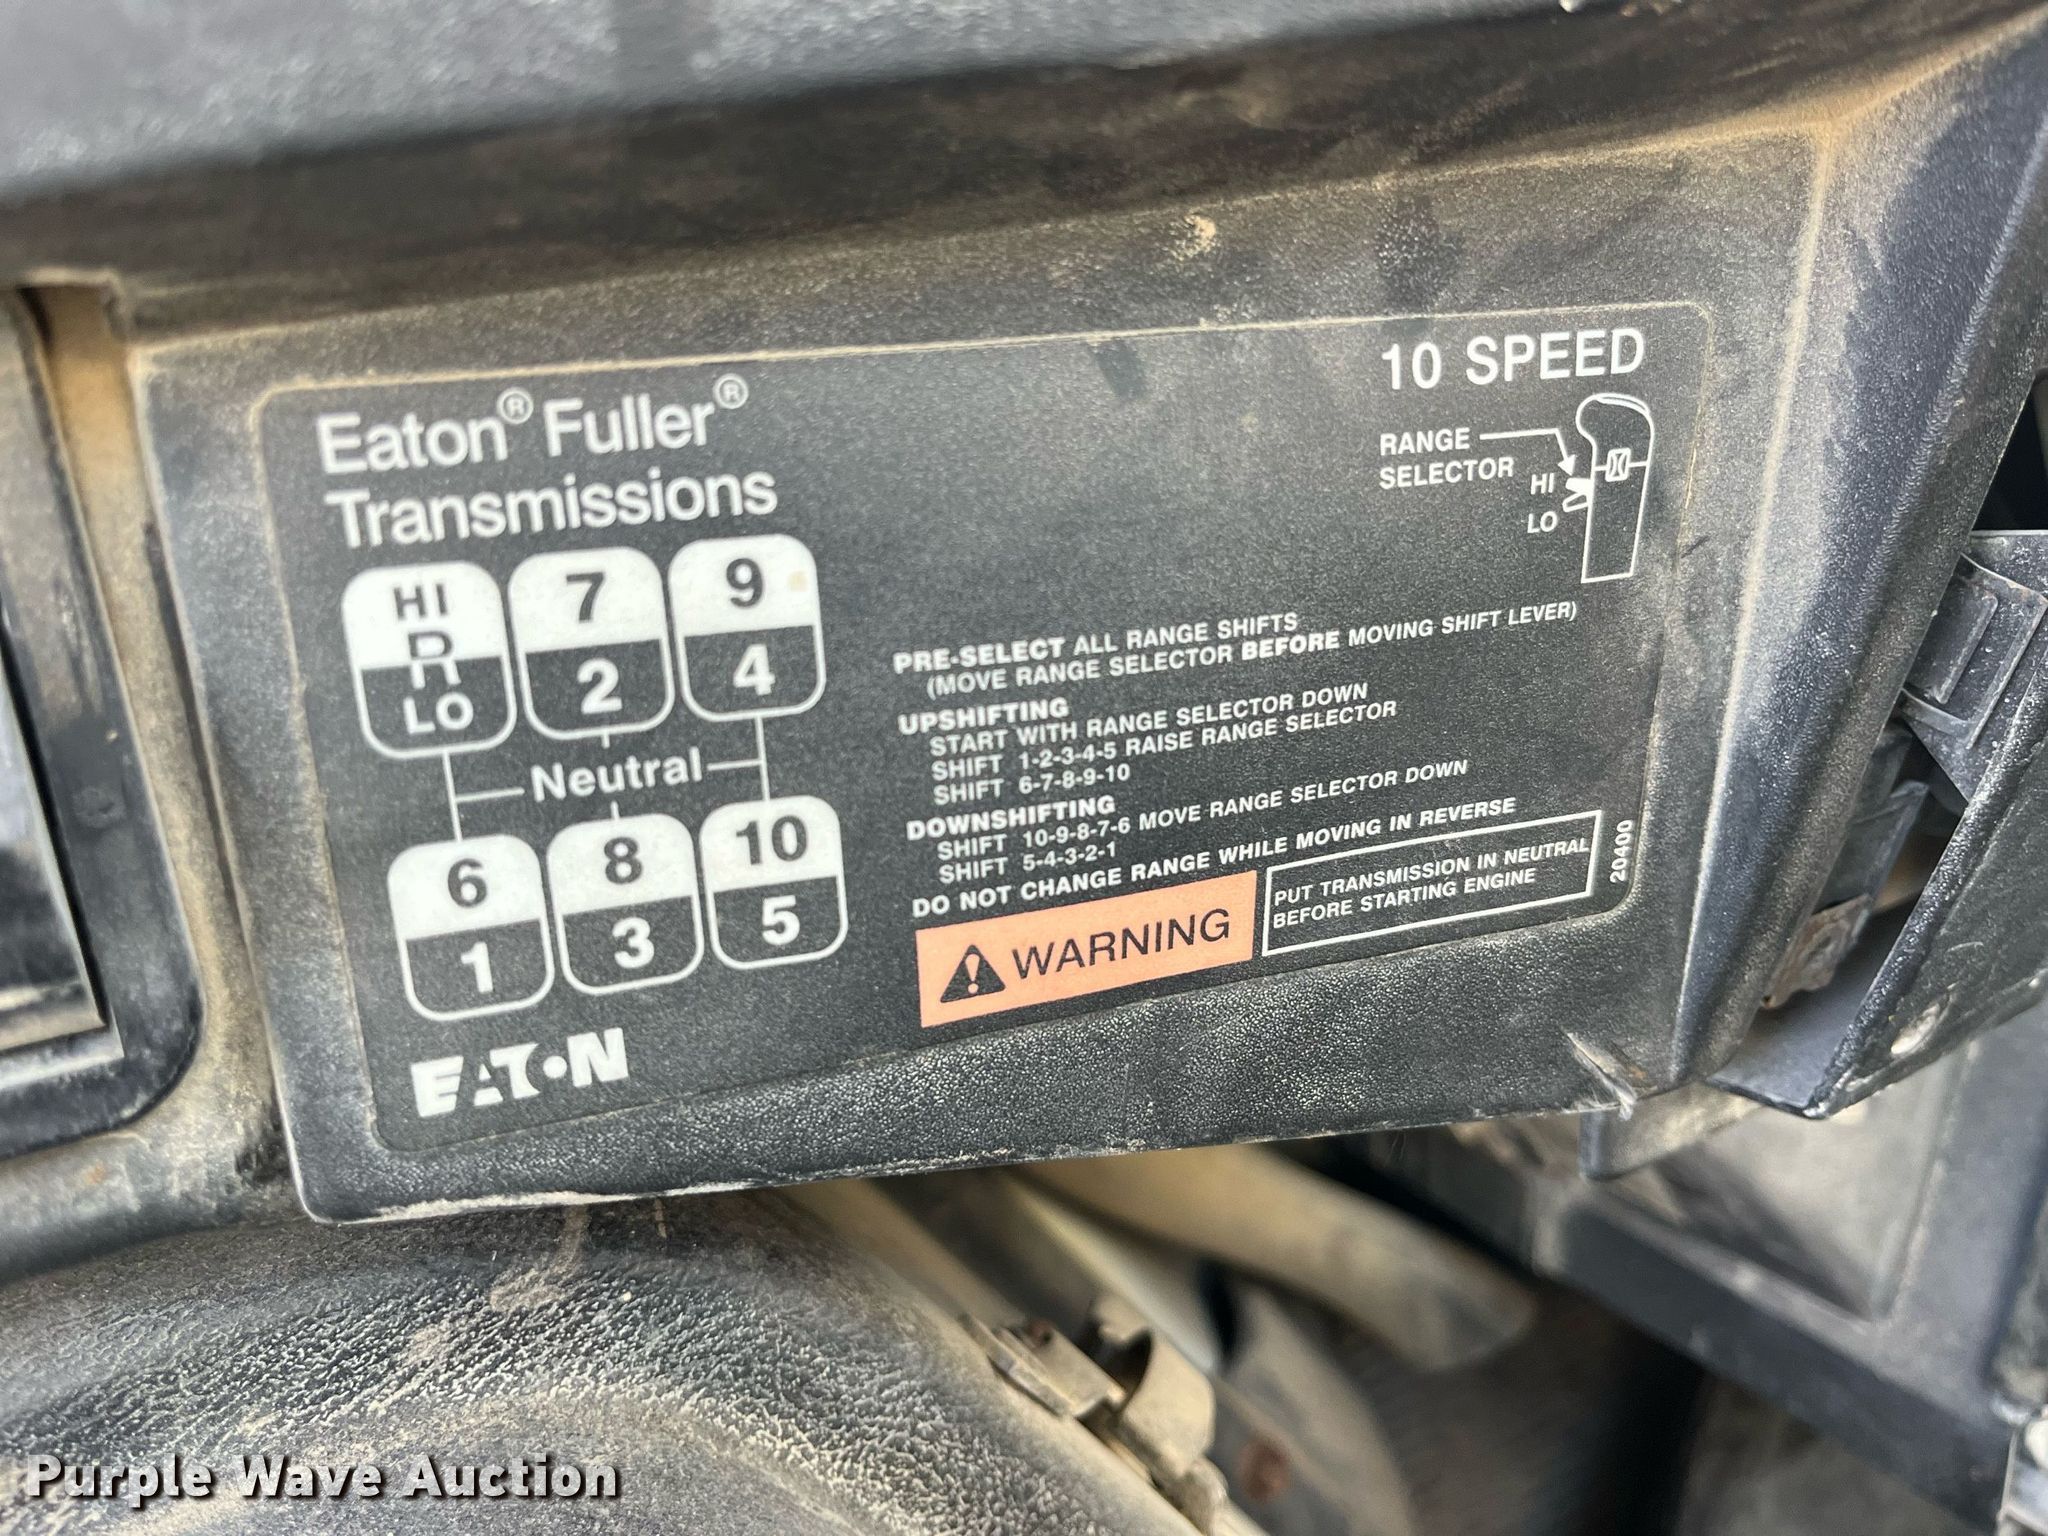 10 SPEED
Eaton® Fuller®
Transmissions
RANGE
SELECTOR
HI
LO
HI
R
LO
7
2
9
4
Neutral
6
1
8
3
10
5
EATON
PRE-SELECT ALL RANGE SHIFTS
(MOVE RANGE SELECTOR BEFORE MOVING SHIFT LEVER)
UPSHIFTING
START WITH RANGE SELECTOR DOWN
SHIFT 1-2-3-4-5 RAISE RANGE SELECTOR
SHIFT 6-7-8-9-10
DOWNSHIFTING
SHIFT 10-9-8-7-6 MOVE RANGE SELECTOR DOWN
SHIFT 5-4-3-2-1
DO NOT CHANGE RANGE WHILE MOVING IN REVERSE
WARNING
PUT TRANSMISSION IN NEUTRAL
BEFORE STARTING ENGINE
20400
Purple Wave Auction